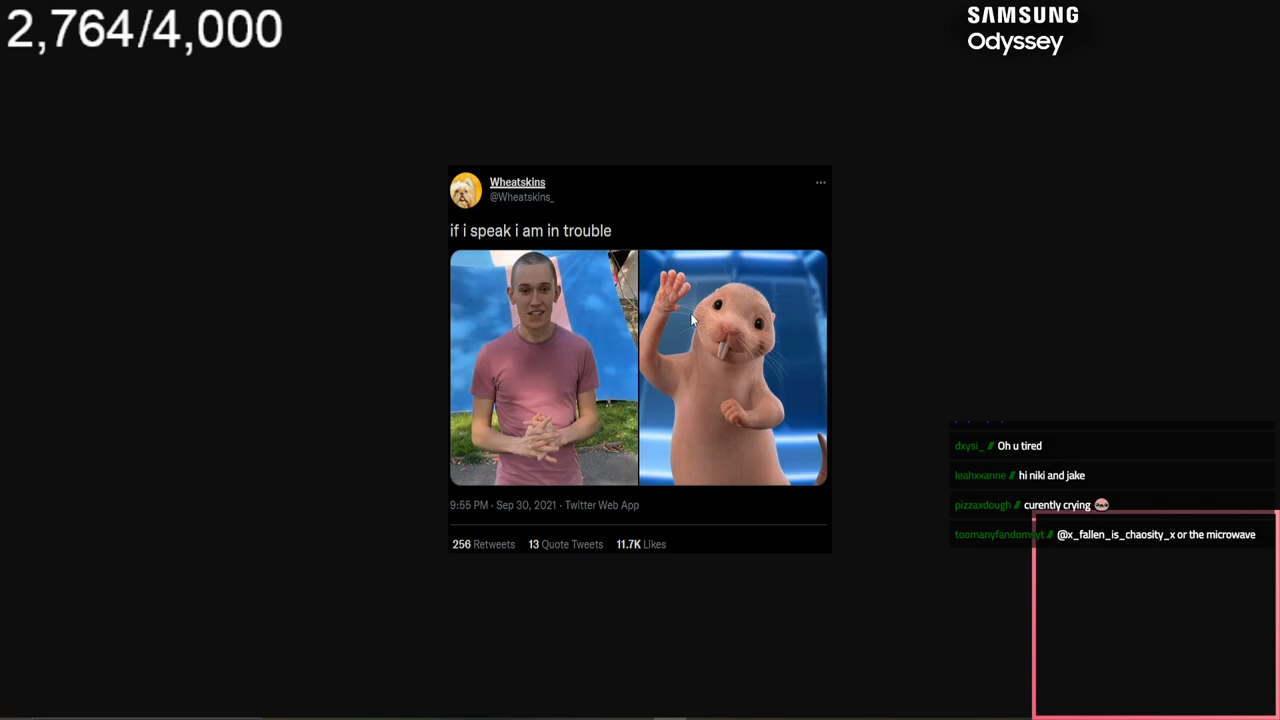 2,764/4,000
SAMSUNG
Odyssey
Wheatskins
@Wheatskins_
if i speak i am in trouble
9:55 PM · Sep 30, 2021 · Twitter Web App
256 Retweets 13 Quote Tweets 11.7K Likes
dxysi_ // Oh u tired
leahxxanne // hi niki and jake
pizzaxdough // curently crying
toomanyfandomsyt // @x_fallen_is_chaosity_x or the microwave